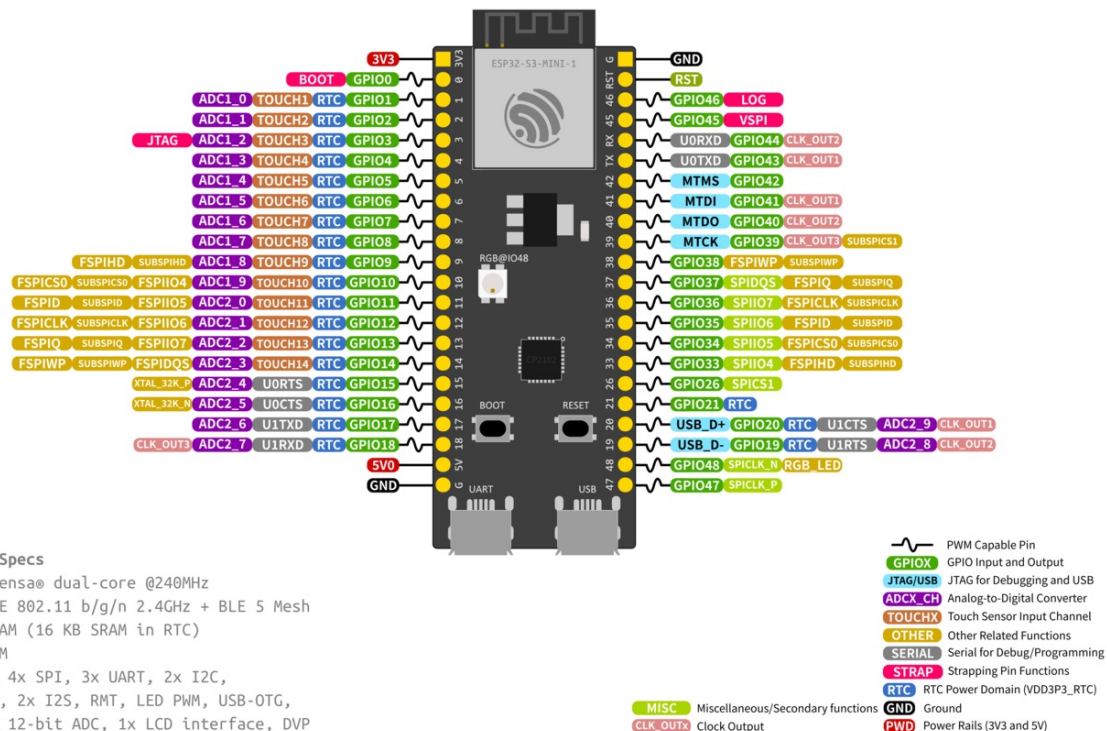 3V3 3V3 G GND
ESP32-S3-MINI-1
BOOT GPIO0 0 RST RST
ADC1_0 TOUCH1 RTC GPIO1 1 46 GPIO46 LOG
ADC1_1 TOUCH2 RTC GPIO2 2 45 GPIO45 VSPI
JTAG ADC1_2 TOUCH3 RTC GPIO3 3 RX U0RXD GPIO44 CLK_OUT2
ADC1_3 TOUCH4 RTC GPIO4 4 TX U0TXD GPIO43 CLK_OUT1
ADC1_4 TOUCH5 RTC GPIO5 5 42 MTMS GPIO42
ADC1_5 TOUCH6 RTC GPIO6 6 41 MTDI GPIO41 CLK_OUT1
ADC1_6 TOUCH7 RTC GPIO7 7 40 MTDO GPIO40 CLK_OUT2
ADC1_7 TOUCH8 RTC GPIO8 8 39 MTCK GPIO39 CLK_OUT3 SUBSPICS1
RGB@IO48
FSPIHD SUBSPIHD ADC1_8 TOUCH9 RTC GPIO9 9 38 GPIO38 FSPIWP SUBSPIWP
FSPICS0 SUBSPICS0 FSPIIO4 ADC1_9 TOUCH10 RTC GPIO10 10 37 GPIO37 SPIDQS FSPIQ SUBSPIQ
FSPID SUBSPID FSPIIO5 ADC2_0 TOUCH11 RTC GPIO11 11 36 GPIO36 SPIIO7 FSPICLK SUBSPICLK
FSPICLK SUBSPICLK FSPIIO6 ADC2_1 TOUCH12 RTC GPIO12 12 35 GPIO35 SPIIO6 FSPID SUBSPID
FSPIQ SUBSPIQ FSPIIO7 ADC2_2 TOUCH13 RTC GPIO13 13 34 GPIO34 SPIIO5 FSPICS0 SUBSPICS0
CP2102
FSPIWP SUBSPIWP FSPIDQS ADC2_3 TOUCH14 RTC GPIO14 14 33 GPIO33 SPIIO4 FSPIHD SUBSPIHD
XTAL_32K_P ADC2_4 U0RTS RTC GPIO15 15 26 GPIO26 SPICS1
XTAL_32K_N ADC2_5 U0CTS RTC GPIO16 16 BOOT RESET 21 GPIO21 RTC
ADC2_6 U1TXD RTC GPIO17 17 20 USB_D+ GPIO20 RTC U1CTS ADC2_9 CLK_OUT1
CLK_OUT3 ADC2_7 U1RXD RTC GPIO18 18 19 USB_D- GPIO19 RTC U1RTS ADC2_8 CLK_OUT2
5V0 5V 48 GPIO48 SPICLK_N RGB_LED
GND G UART USB 47 GPIO47 SPICLK_P
Specs
ensa® dual-core @240MHz
E 802.11 b/g/n 2.4GHz + BLE 5 Mesh
AM (16 KB SRAM in RTC)
M
4x SPI, 3x UART, 2x I2C,
, 2x I2S, RMT, LED PWM, USB-OTG,
12-bit ADC, 1x LCD interface, DVP
PWM Capable Pin
GPIOX GPIO Input and Output
JTAG/USB JTAG for Debugging and USB
ADCX_CH Analog-to-Digital Converter
TOUCHX Touch Sensor Input Channel
OTHER Other Related Functions
SERIAL Serial for Debug/Programming
STRAP Strapping Pin Functions
RTC RTC Power Domain (VDD3P3_RTC)
MISC Miscellaneous/Secondary functions GND Ground
CLK_OUTx Clock Output PWD Power Rails (3V3 and 5V)